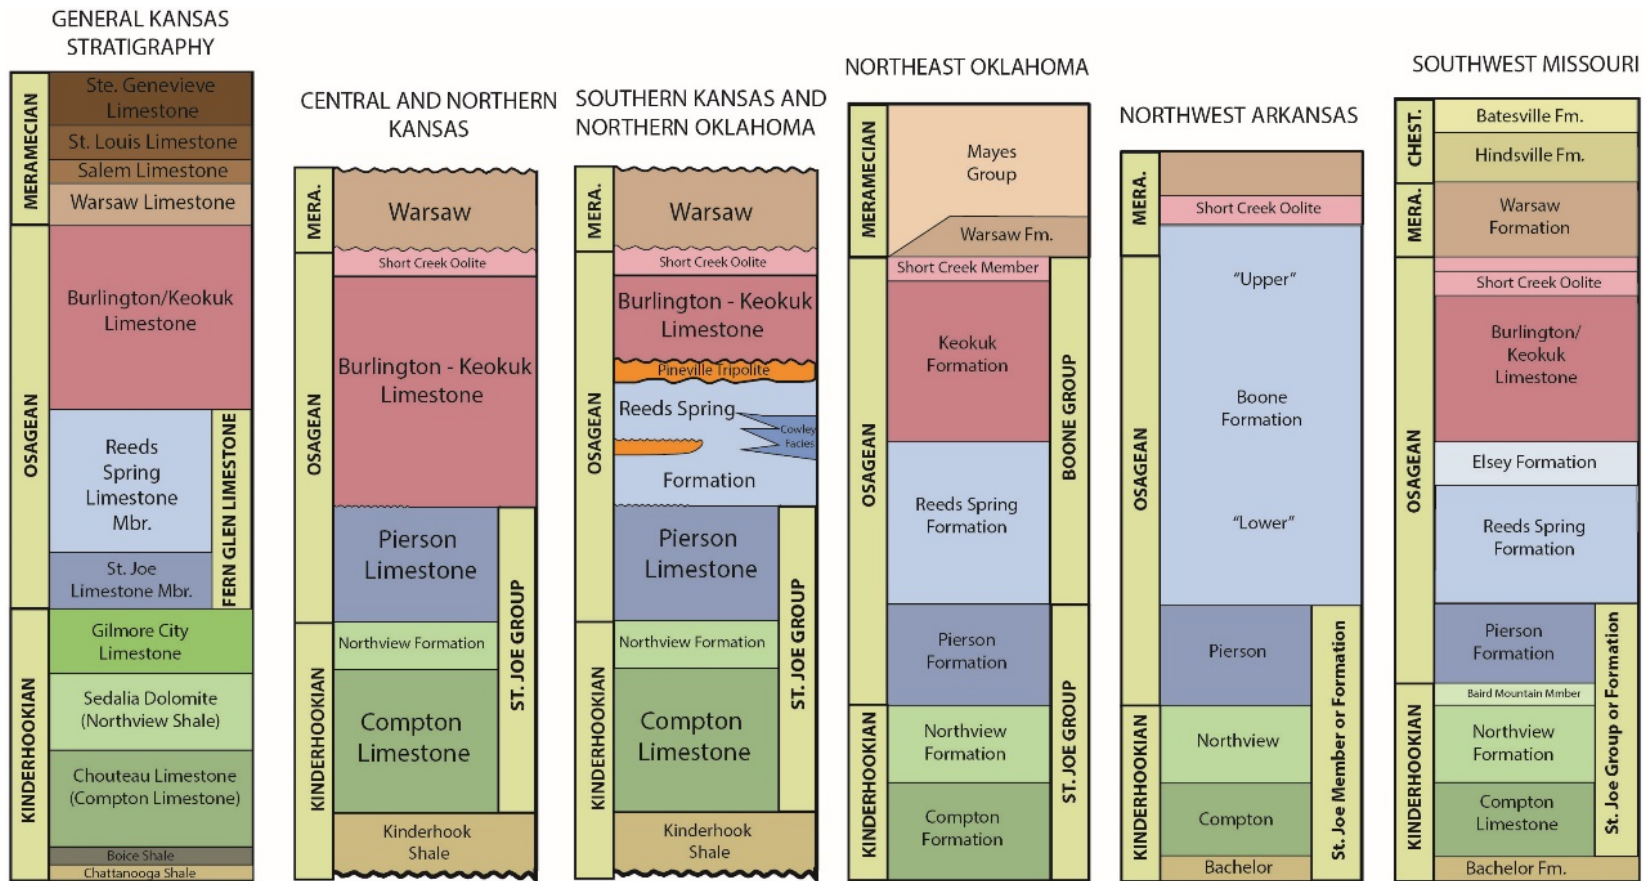 GENERAL KANSAS
STRATIGRAPHY
MERAMECIAN
Ste. Genevieve
Limestone
St. Louis Limestone
Salem Limestone
Warsaw Limestone
OSAGEAN
Burlington/Keokuk
Limestone
Reeds
Spring
Limestone
Mbr.
St. Joe
Limestone Mbr.
FERN GLEN LIMESTONE
KINDERHOOKIAN
Gilmore City
Limestone
Sedalia Dolomite
(Northview Shale)
Chouteau Limestone
(Compton Limestone)
Boice Shale
Chattanooga Shale
CENTRAL AND NORTHERN
KANSAS
MERA.
Warsaw
OSAGEAN
Short Creek Oolite
Burlington - Keokuk
Limestone
Pierson
Limestone
KINDERHOOKIAN
Northview Formation
Compton
Limestone
ST. JOE GROUP
Kinderhook
Shale
SOUTHERN KANSAS AND
NORTHERN OKLAHOMA
MERA.
Warsaw
OSAGEAN
Short Creek Oolite
Burlington - Keokuk
Limestone
Pineville Tripolite
Reeds Spring
Cowley
Facies
Formation
Pierson
Limestone
KINDERHOOKIAN
Northview Formation
Compton
Limestone
ST. JOE GROUP
Kinderhook
Shale
NORTHEAST OKLAHOMA
MERAMECIAN
Mayes
Group
Warsaw Fm.
OSAGEAN
Short Creek Member
Keokuk
Formation
Reeds Spring
Formation
BOONE GROUP
Pierson
Formation
KINDERHOOKIAN
Northview
Formation
Compton
Formation
ST. JOE GROUP
NORTHWEST ARKANSAS
MERA.
Short Creek Oolite
OSAGEAN
"Upper"
Boone
Formation
"Lower"
Pierson
KINDERHOOKIAN
Northview
Compton
Bachelor
St. Joe Member or Formation
SOUTHWEST MISSOURI
CHEST.
Batesville Fm.
Hindsville Fm.
MERA.
Warsaw
Formation
OSAGEAN
Short Creek Oolite
Burlington/
Keokuk
Limestone
Elsey Formation
Reeds Spring
Formation
Pierson
Formation
KINDERHOOKIAN
Baird Mountain Mmber
Northview
Formation
Compton
Limestone
Bachelor Fm.
St. Joe Group or Formation